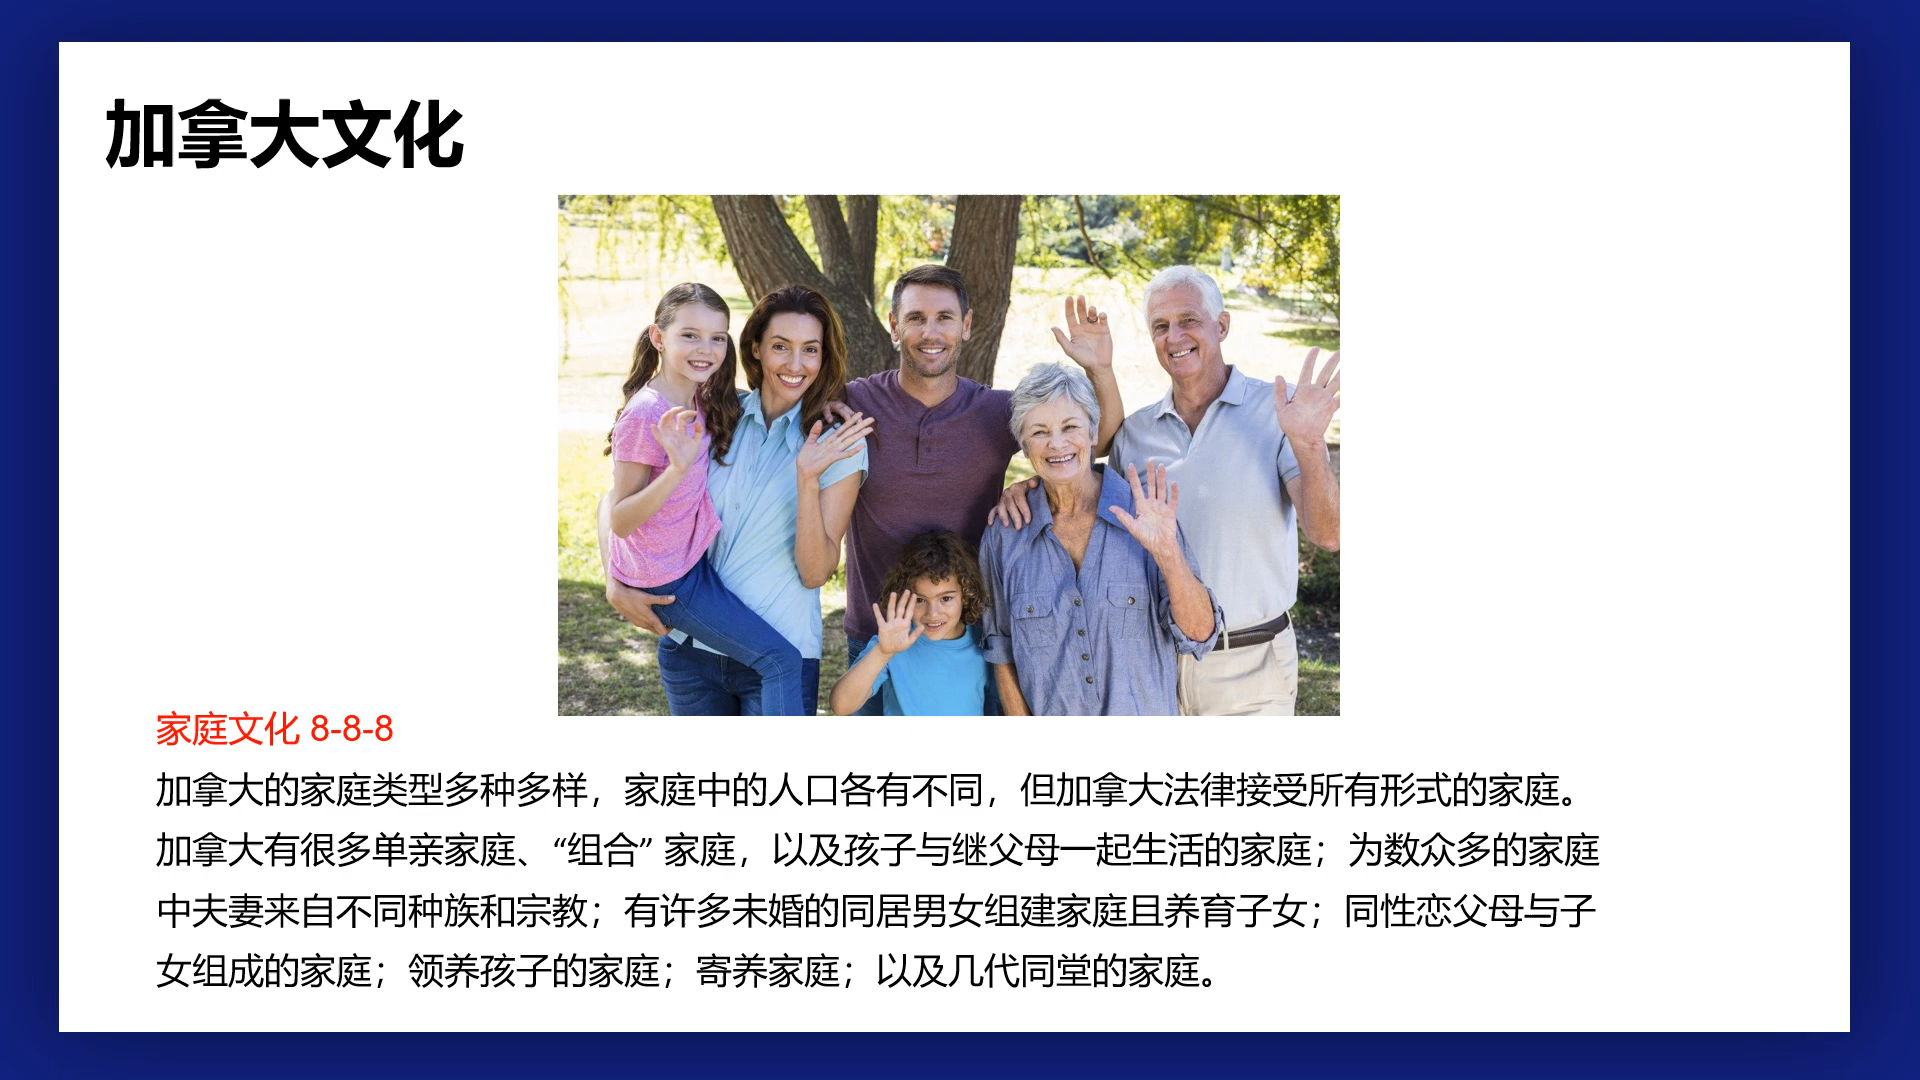 加拿大文化
家庭文化 8-8-8
加拿大的家庭类型多种多样，家庭中的人口各有不同，但加拿大法律接受所有形式的家庭。
加拿大有很多单亲家庭、“组合” 家庭，以及孩子与继父母一起生活的家庭；为数众多的家庭
中夫妻来自不同种族和宗教；有许多未婚的同居男女组建家庭且养育子女；同性恋父母与子
女组成的家庭；领养孩子的家庭；寄养家庭；以及几代同堂的家庭。